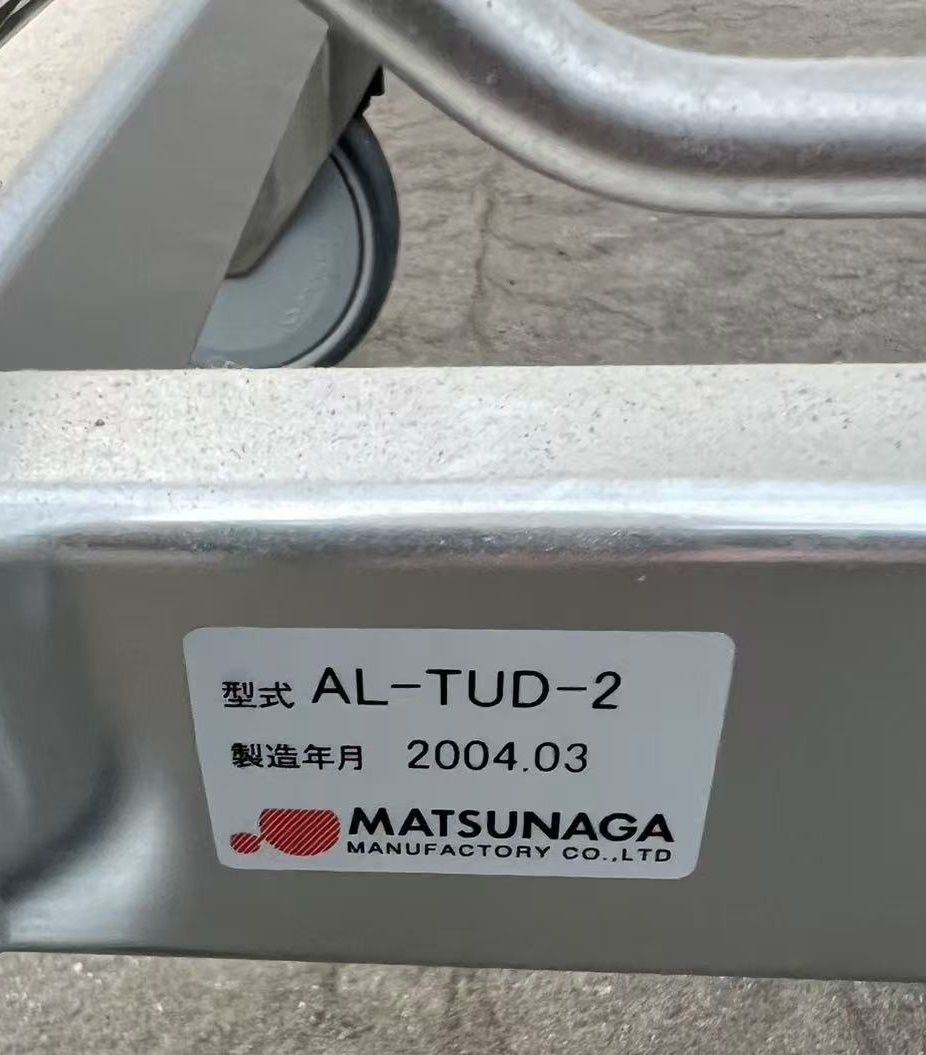 型式 AL-TUD-2
製造年月 2004.03
MATSUNAGA
MANUFACTORY CO.,LTD